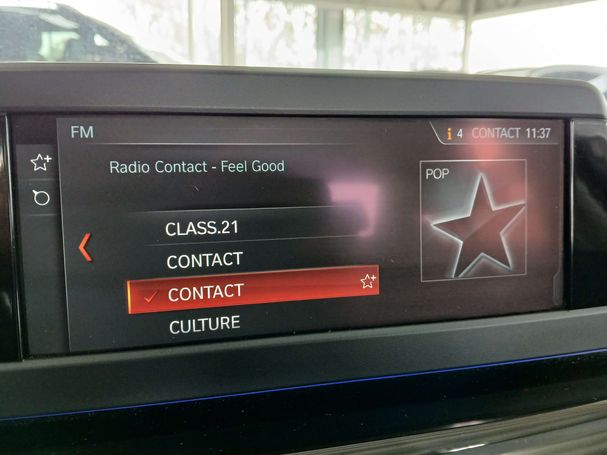 FM
4 CONTACT 11:37
Radio Contact - Feel Good
POP
CLASS.21
CONTACT
CONTACT
CULTURE